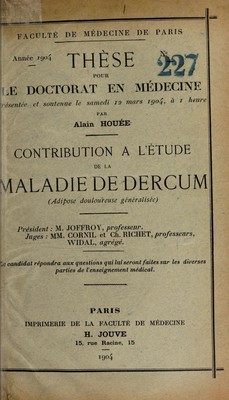 FACULTÉ DE MÉDECINE DE PARIS
Année 1904
THÈSE
No
227
POUR
LE DOCTORAT EN MÉDECINE
résentée et soutenue le samedi 12 mars 1904, à 1 heure
PAR
Alain HOUÉE
CONTRIBUTION A L'ÉTUDE
DE LA
MALADIE DE DERCUM
(Adipose douloureuse généralisée)
Président : M. JOFFROY, professeur.
Juges : MM. CORNIL et Ch. RICHET, professeurs,
WIDAL, agrégé.
Le candidat répondra aux questions qui lui seront faites sur les diverses
parties de l'enseignement médical.
PARIS
IMPRIMERIE DE LA FACULTÉ DE MÉDECINE
H. JOUVE
15, rue Racine, 15
1904